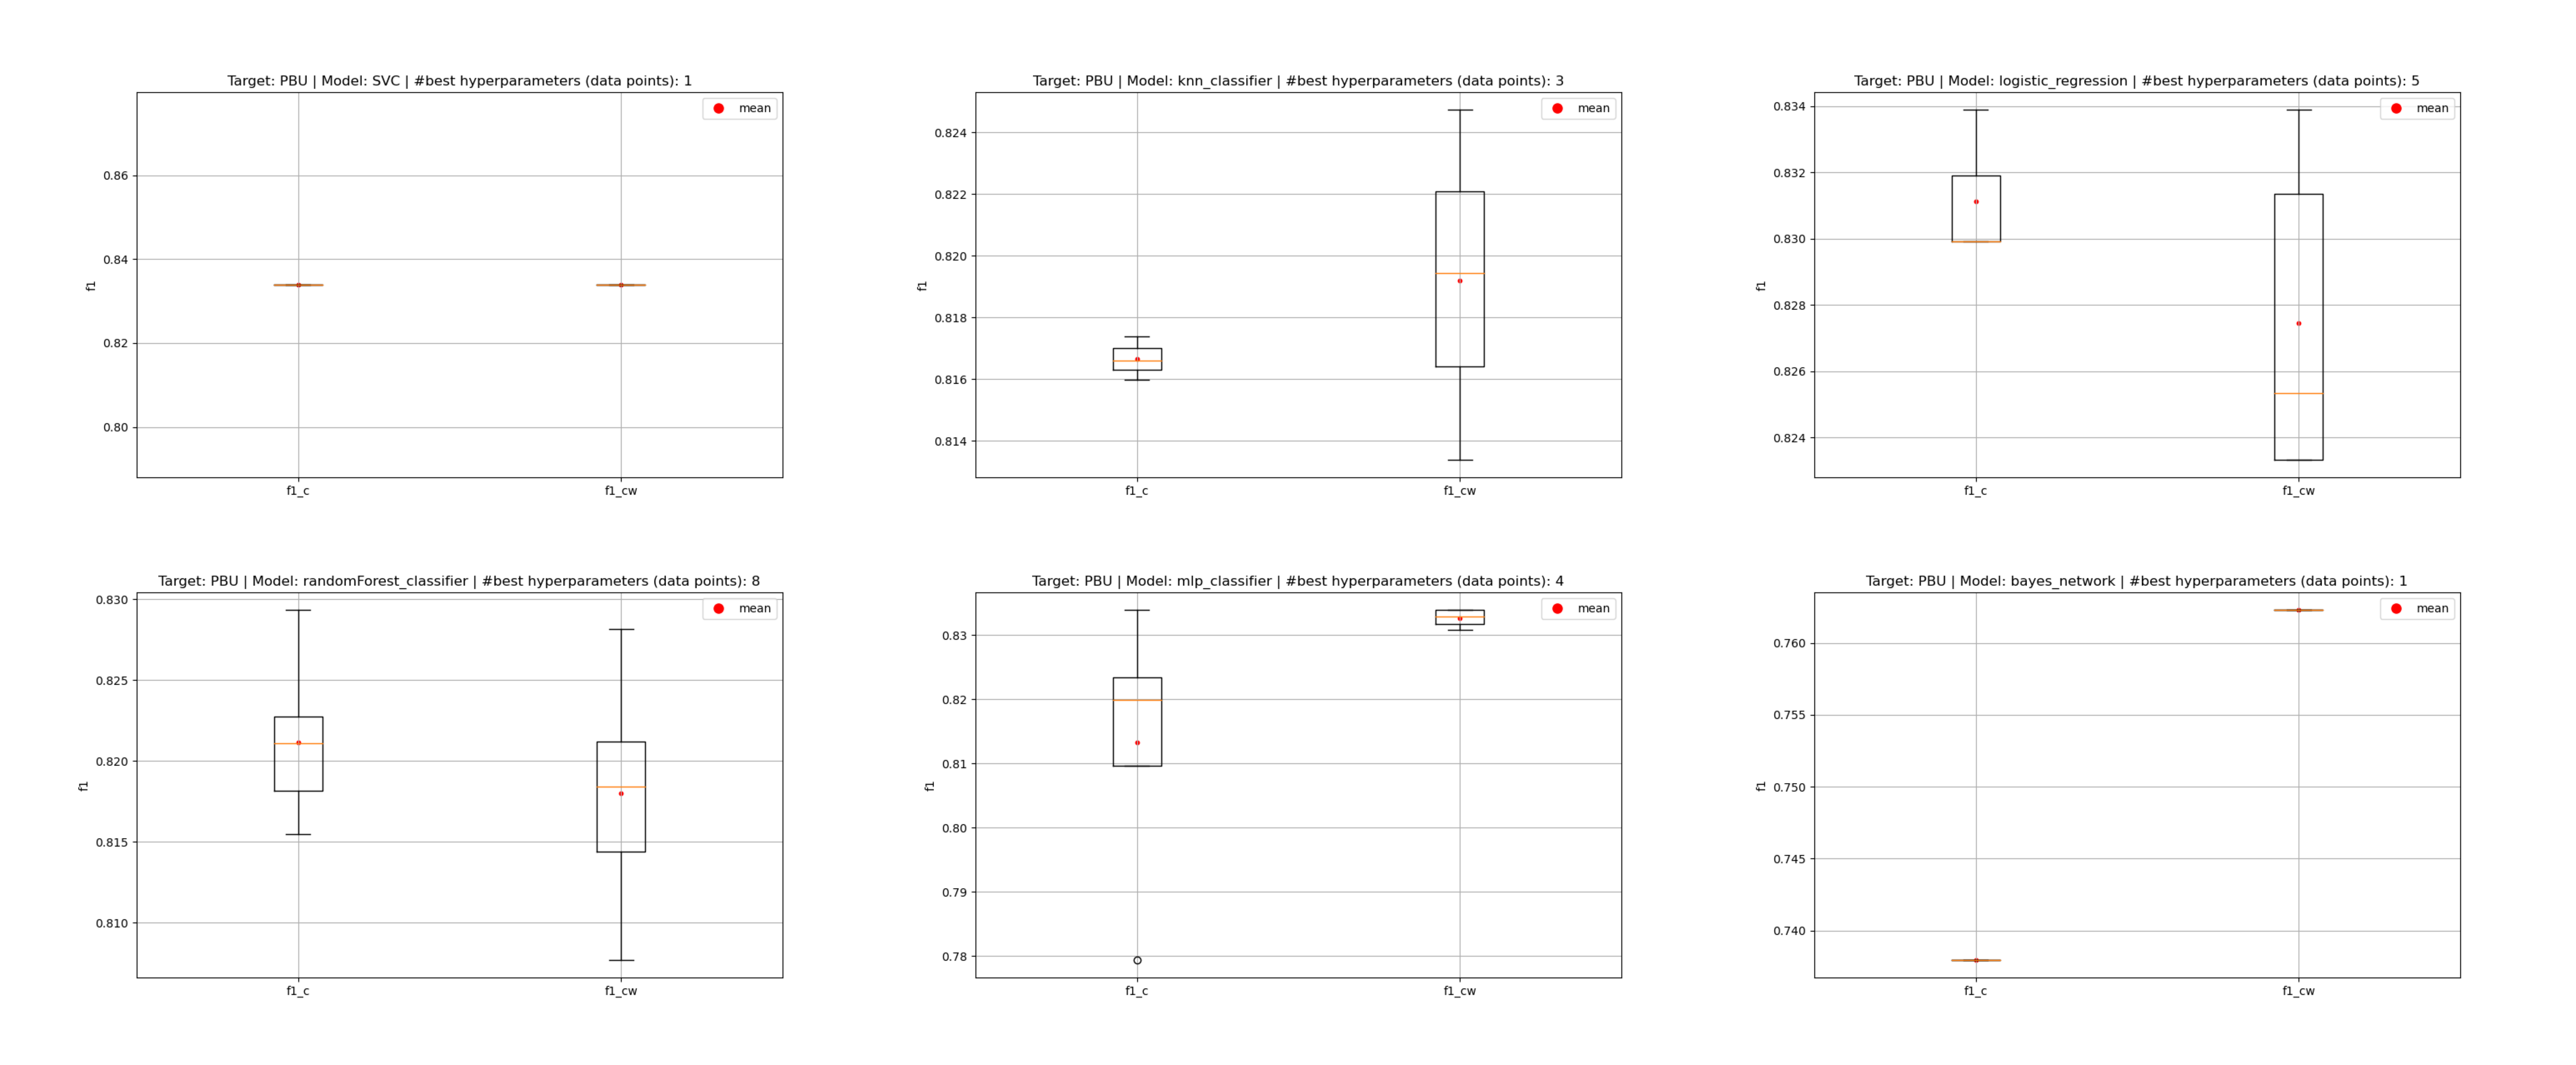 Target: PBU | Model: SVC | #best hyperparameters (data points): 1
mean
0.86
0.84
0.82
0.80
f1
f1_c
f1_cw
Target: PBU | Model: knn_classifier | #best hyperparameters (data points): 3
mean
0.824
0.822
0.820
0.818
0.816
0.814
f1
f1_c
f1_cw
Target: PBU | Model: logistic_regression | #best hyperparameters (data points): 5
mean
0.834
0.832
0.830
0.828
0.826
0.824
f1
f1_c
f1_cw
Target: PBU | Model: randomForest_classifier | #best hyperparameters (data points): 8
mean
0.830
0.825
0.820
0.815
0.810
f1
f1_c
f1_cw
Target: PBU | Model: mlp_classifier | #best hyperparameters (data points): 4
mean
0.83
0.82
0.81
0.80
0.79
0.78
f1
f1_c
f1_cw
Target: PBU | Model: bayes_network | #best hyperparameters (data points): 1
mean
0.760
0.755
0.750
0.745
0.740
f1
f1_c
f1_cw